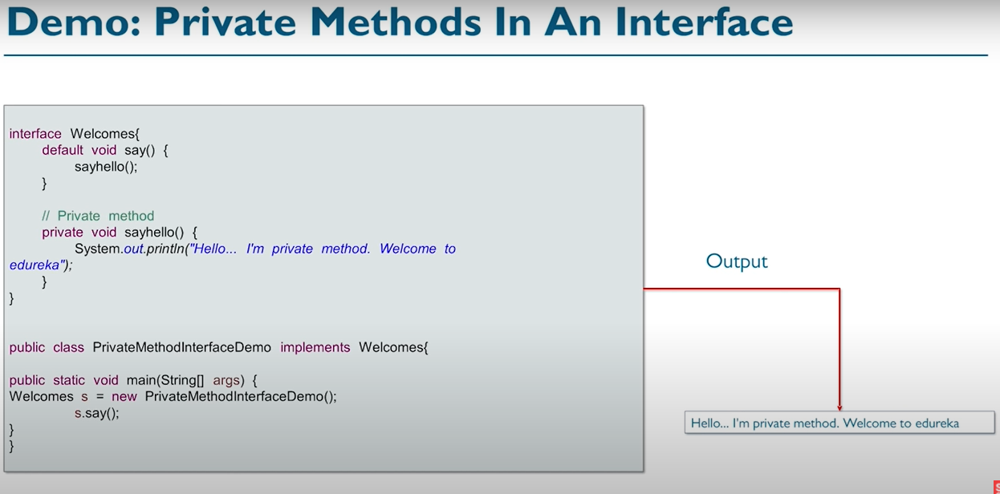 Demo: Private Methods In An Interface
interface Welcomes{
default void say() {
sayhello();
}
// Private method
private void sayhello() {
System.out.println("Hello... I'm private method. Welcome to
edureka");
}
}
public class PrivateMethodInterfaceDemo implements Welcomes{
public static void main(String[] args) {
Welcomes s = new PrivateMethodInterfaceDemo();
s.say();
}
}
Output
Hello... I'm private method. Welcome to edureka